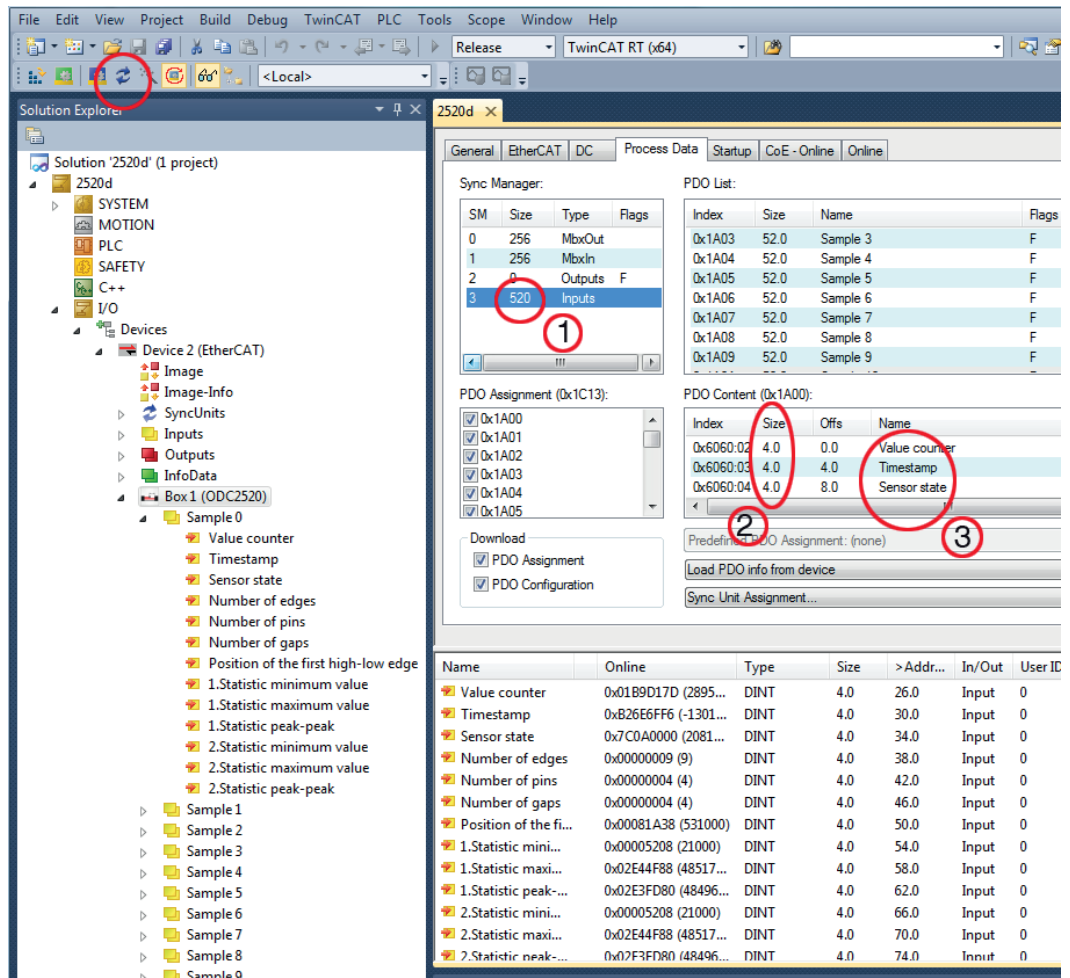 File Edit View Project Build Debug TwinCAT PLC Tools Scope Window Help
Release TwinCAT RT (x64)
<Local>
Solution Explorer
2520d
Solution '2520d' (1 project)
2520d
SYSTEM
MOTION
PLC
SAFETY
C++
I/O
Devices
Device 2 (EtherCAT)
Image
Image-Info
SyncUnits
Inputs
Outputs
InfoData
Box 1 (ODC2520)
Sample 0
Value counter
Timestamp
Sensor state
Number of edges
Number of pins
Number of gaps
Position of the first high-low edge
1.Statistic minimum value
1.Statistic maximum value
1.Statistic peak-peak
2.Statistic minimum value
2.Statistic maximum value
2.Statistic peak-peak
Sample 1
Sample 2
Sample 3
Sample 4
Sample 5
Sample 6
Sample 7
Sample 8
Sample 9
General EtherCAT DC Process Data Startup CoE - Online Online
Sync Manager:
SM Size Type Flags
0 256 MbxOut
1 256 MbxIn
2 0 Outputs F
3 520 Inputs
1
PDO List:
Index Size Name Flags
0x1A03 52.0 Sample 3 F
0x1A04 52.0 Sample 4 F
0x1A05 52.0 Sample 5 F
0x1A06 52.0 Sample 6 F
0x1A07 52.0 Sample 7 F
0x1A08 52.0 Sample 8 F
0x1A09 52.0 Sample 9 F
PDO Assignment (0x1C13):
0x1A00
0x1A01
0x1A02
0x1A03
0x1A04
0x1A05
PDO Content (0x1A00):
Index Size Offs Name
0x6060:02 4.0 0.0 Value counter
0x6060:03 4.0 4.0 Timestamp
0x6060:04 4.0 8.0 Sensor state
2
3
Download
PDO Assignment
PDO Configuration
Predefined PDO Assignment: (none)
Load PDO info from device
Sync Unit Assignment...
Name Online Type Size >Addr... In/Out User ID
Value counter 0x01B9D17D (2895... DINT 4.0 26.0 Input 0
Timestamp 0xB26E6FF6 (-1301... DINT 4.0 30.0 Input 0
Sensor state 0x7C0A0000 (2081... DINT 4.0 34.0 Input 0
Number of edges 0x00000009 (9) DINT 4.0 38.0 Input 0
Number of pins 0x00000004 (4) DINT 4.0 42.0 Input 0
Number of gaps 0x00000004 (4) DINT 4.0 46.0 Input 0
Position of the fi... 0x00081A38 (531000) DINT 4.0 50.0 Input 0
1.Statistic mini... 0x00005208 (21000) DINT 4.0 54.0 Input 0
1.Statistic maxi... 0x02E44F88 (48517... DINT 4.0 58.0 Input 0
1.Statistic peak-... 0x02E3FD80 (48496... DINT 4.0 62.0 Input 0
2.Statistic mini... 0x00005208 (21000) DINT 4.0 66.0 Input 0
2.Statistic maxi... 0x02E44F88 (48517... DINT 4.0 70.0 Input 0
2.Statistic peak-... 0x02E3FD80 (48496... DINT 4.0 74.0 Input 0